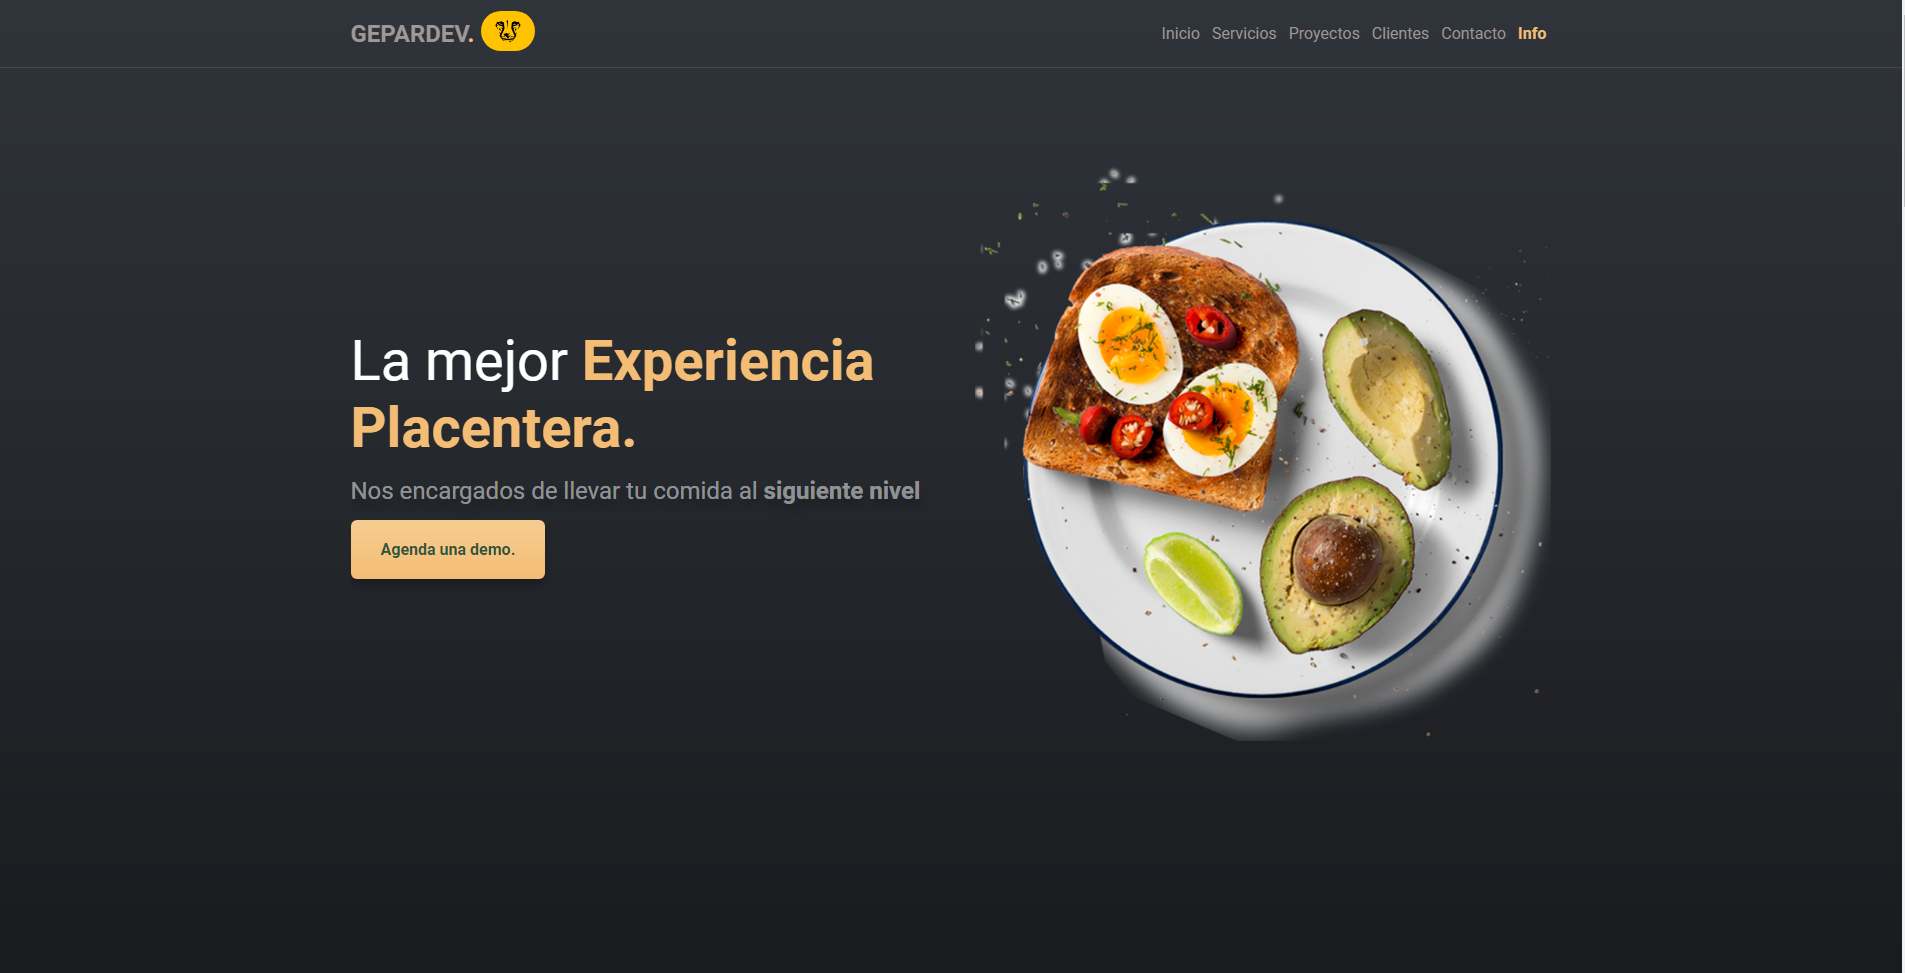 GEPARDEV.
Inicio Servicios Proyectos Clientes Contacto Info
La mejor Experiencia
Placentera.
Nos encargados de llevar tu comida al siguiente nivel
Agenda una demo.